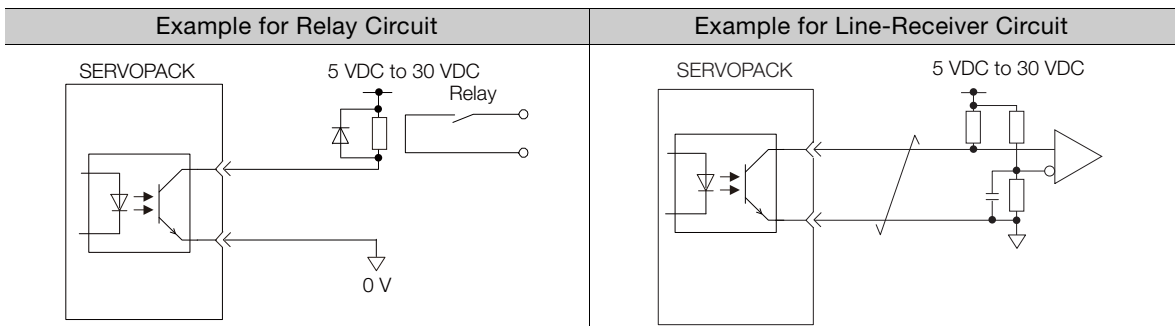 Example for Relay Circuit
Example for Line-Receiver Circuit
SERVOPACK
5 VDC to 30 VDC
Relay
0 V
SERVOPACK
5 VDC to 30 VDC